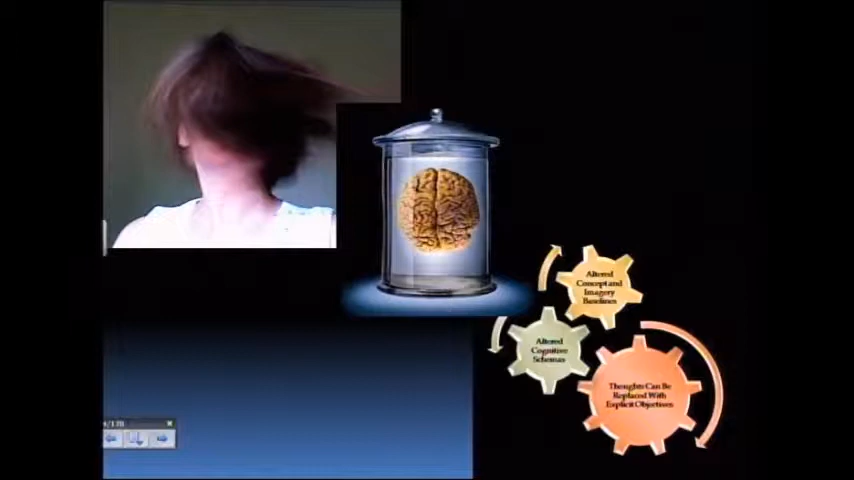 Altered
Concept and
Imagery
Baselines
Altered
Cognitive
Schemas
Thoughts Can Be
Replaced With
Explicit Objectives